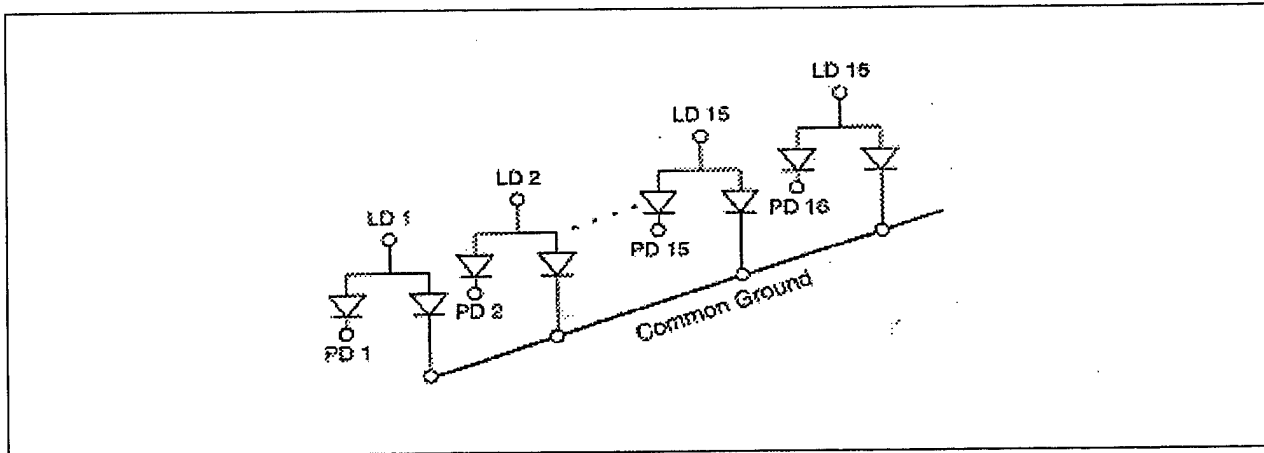 LD 15
LD 15
LD 2
LD 1
PD 16
PD 15
PD 2
PD 1
Common Ground